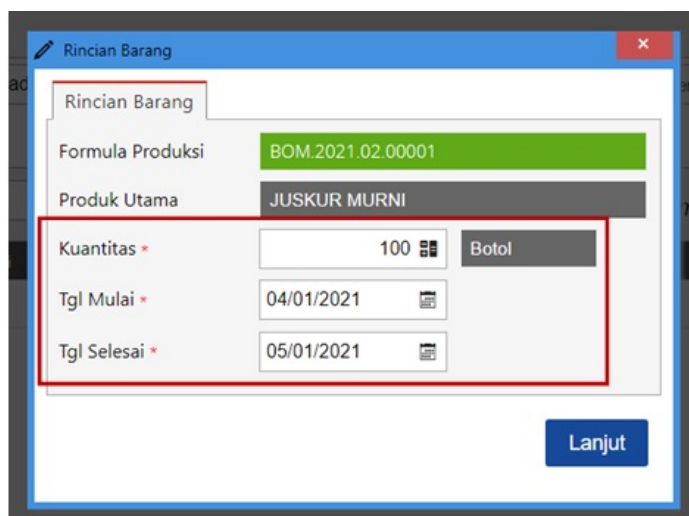 Rincian Barang
Rincian Barang
Formula Produksi BOM.2021.02.00001
Produk Utama JUSKUR MURNI
Kuantitas * 100 Botol
Tgl Mulai * 04/01/2021
Tgl Selesai * 05/01/2021
Lanjut